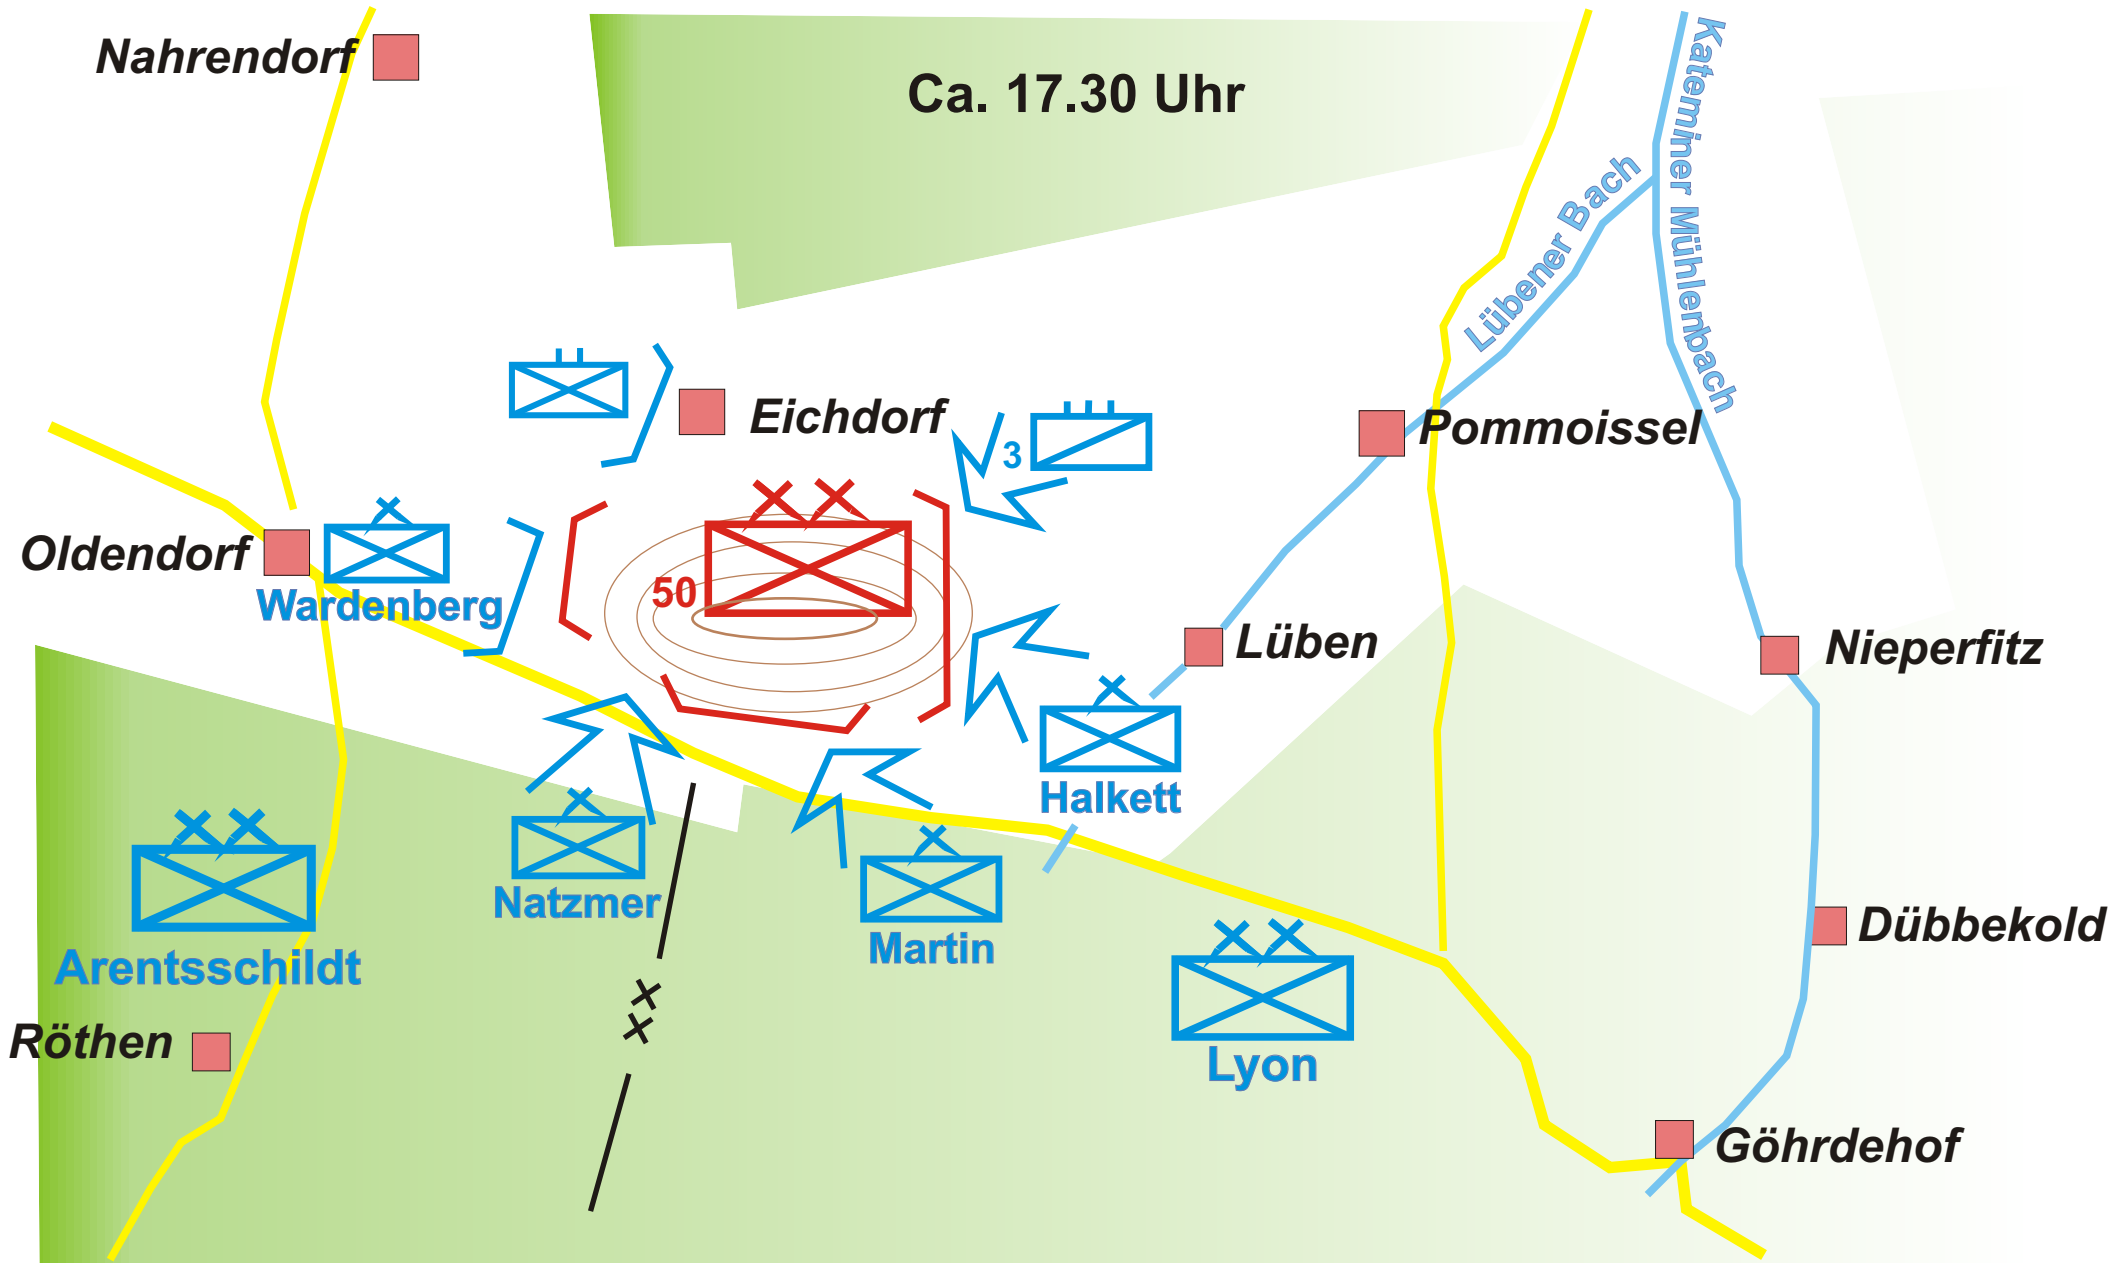 Nahrendorf
Ca. 17.30 Uhr
Kateminer Mühlenbach
Lübener Bach
Eichdorf
3
Pommoissel
Oldendorf
Wardenberg
50
Lüben
Nieperfitz
Halkett
Natzmer
Martin
Dübbekold
Arentsschildt
Röthen
Lyon
Göhrdehof